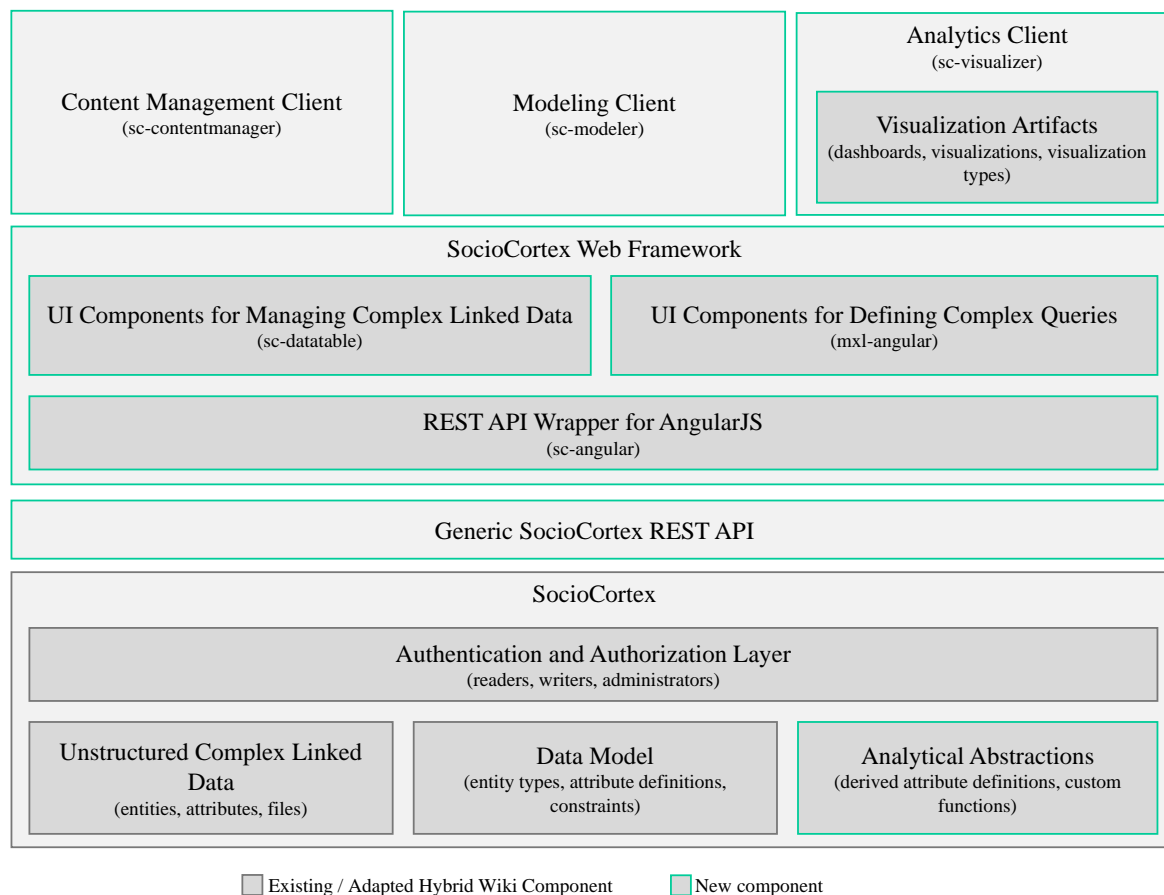 Content Management Client
(sc-contentmanager)
Modeling Client
(sc-modeler)
Analytics Client
(sc-visualizer)
Visualization Artifacts
(dashboards, visualizations, visualization
types)
SocioCortex Web Framework
UI Components for Managing Complex Linked Data
(sc-datatable)
UI Components for Defining Complex Queries
(mxl-angular)
REST API Wrapper for AngularJS
(sc-angular)
Generic SocioCortex REST API
SocioCortex
Authentication and Authorization Layer
(readers, writers, administrators)
Unstructured Complex Linked
Data
(entities, attributes, files)
Data Model
(entity types, attribute definitions,
constraints)
Analytical Abstractions
(derived attribute definitions, custom
functions)
Existing / Adapted Hybrid Wiki Component
New component